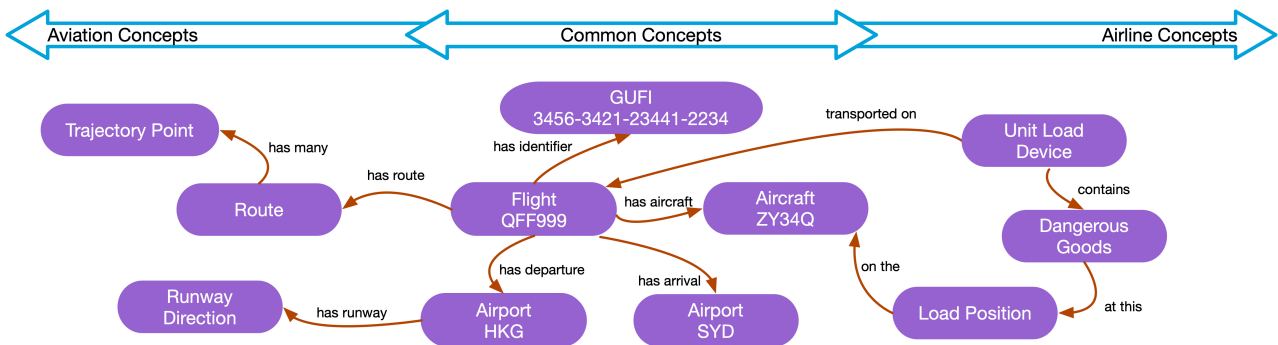 Aviation Concepts
Common Concepts
Airline Concepts
GUFI
3456-3421-23441-2234
transported on
Trajectory Point
Unit Load
Device
has many
has identifier
has route
contains
Route
Flight
QFF999
has aircraft
Aircraft
ZY34Q
Dangerous
Goods
has departure
on the
has arrival
Runway
Direction
has runway
Airport
HKG
Airport
SYD
Load Position
at this